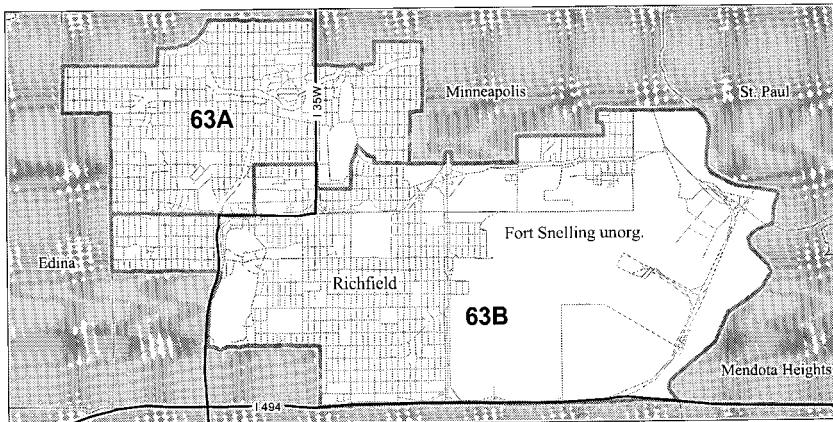 Minneapolis
St. Paul
I 35W
63A
Fort Snelling unorg.
Edina
Richfield
63B
Mendota Heights
I 494